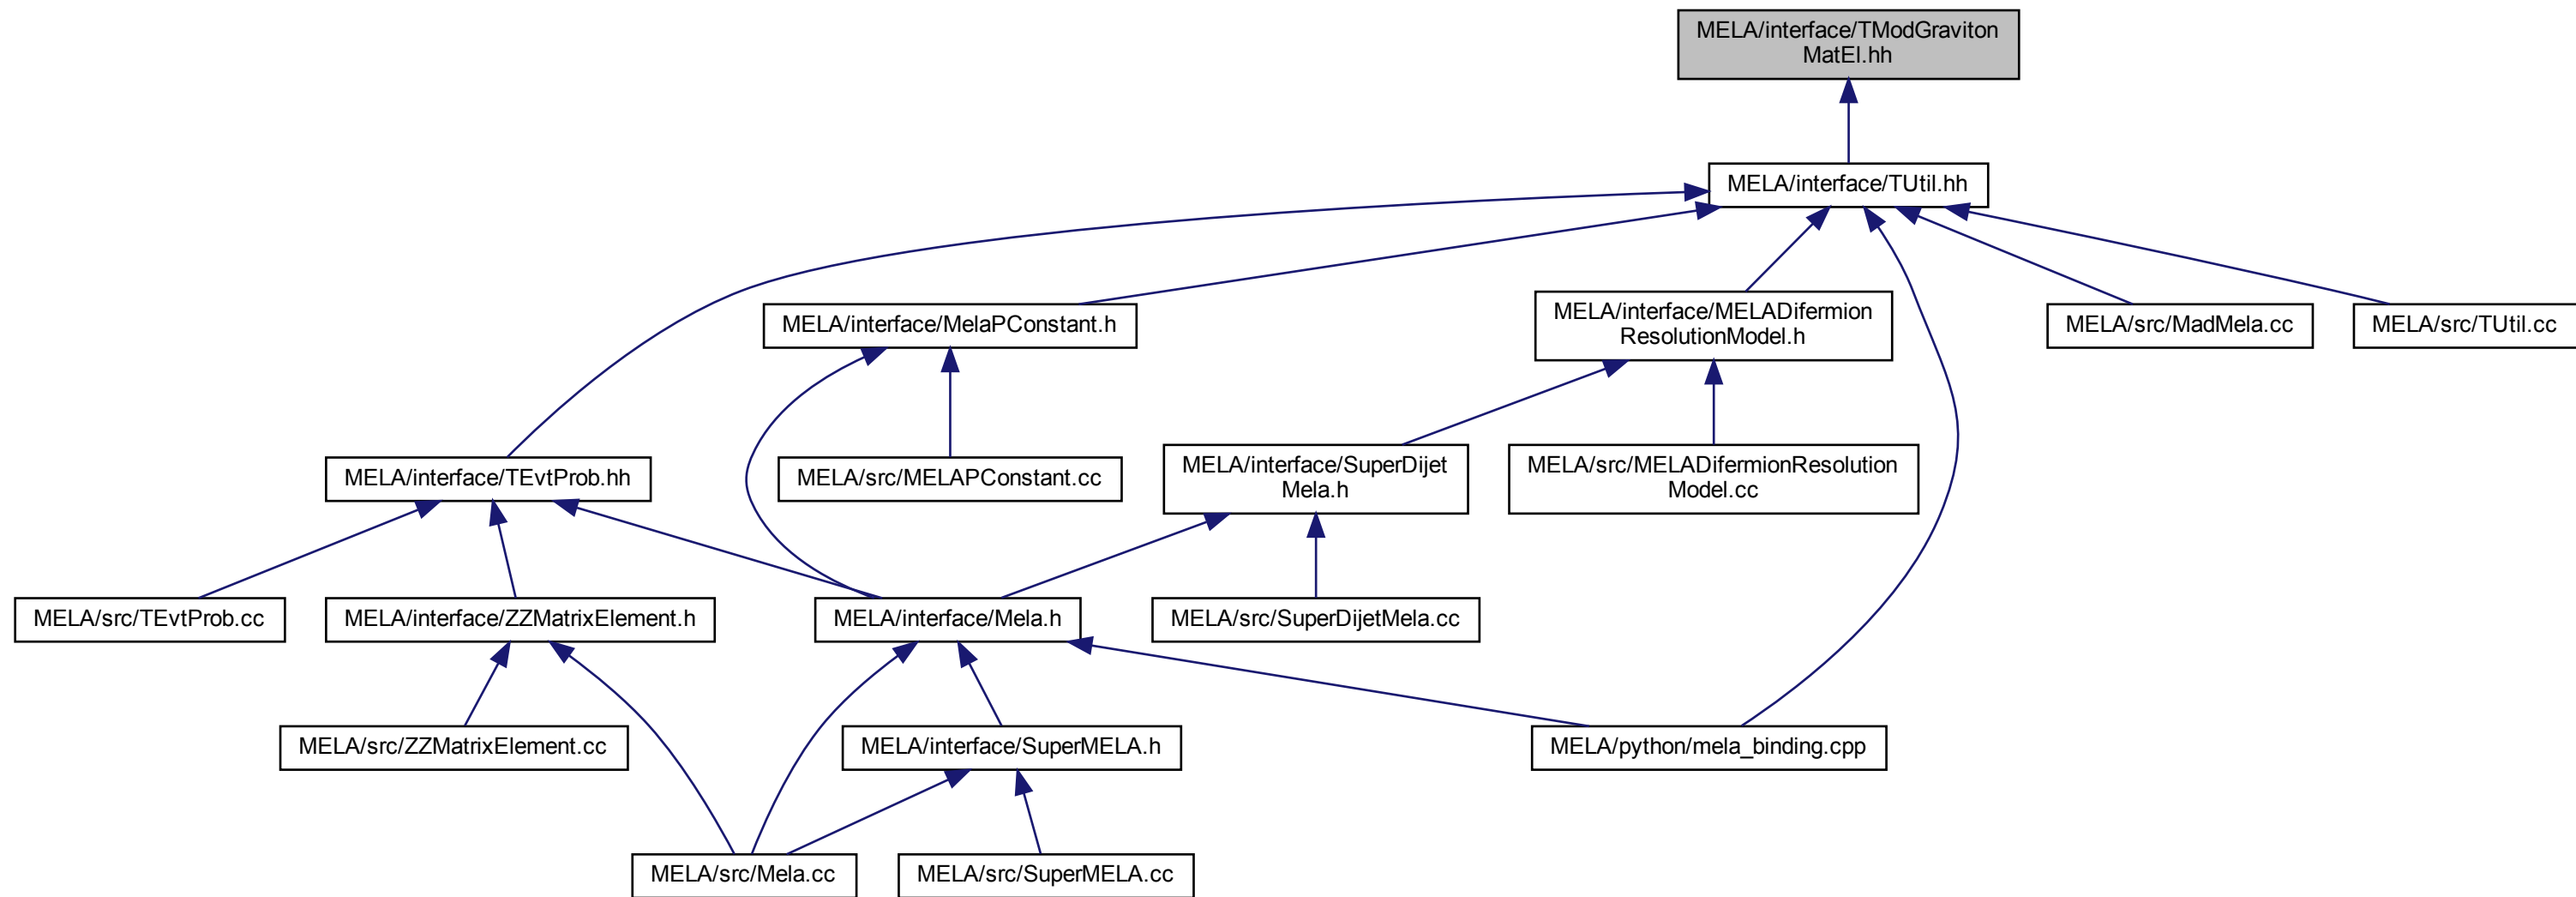 MELA/interface/TModGraviton
MatEl.hh
MELA/interface/TUtil.hh
MELA/interface/MelaPConstant.h
MELA/interface/MELADifermion
ResolutionModel.h
MELA/src/MadMela.cc
MELA/src/TUtil.cc
MELA/interface/TEvtProb.hh
MELA/src/MELAPConstant.cc
MELA/interface/SuperDijet
Mela.h
MELA/src/MELADifermionResolution
Model.cc
MELA/src/TEvtProb.cc
MELA/interface/ZZMatrixElement.h
MELA/interface/Mela.h
MELA/src/SuperDijetMela.cc
MELA/src/ZZMatrixElement.cc
MELA/interface/SuperMELA.h
MELA/python/mela_binding.cpp
MELA/src/Mela.cc
MELA/src/SuperMELA.cc